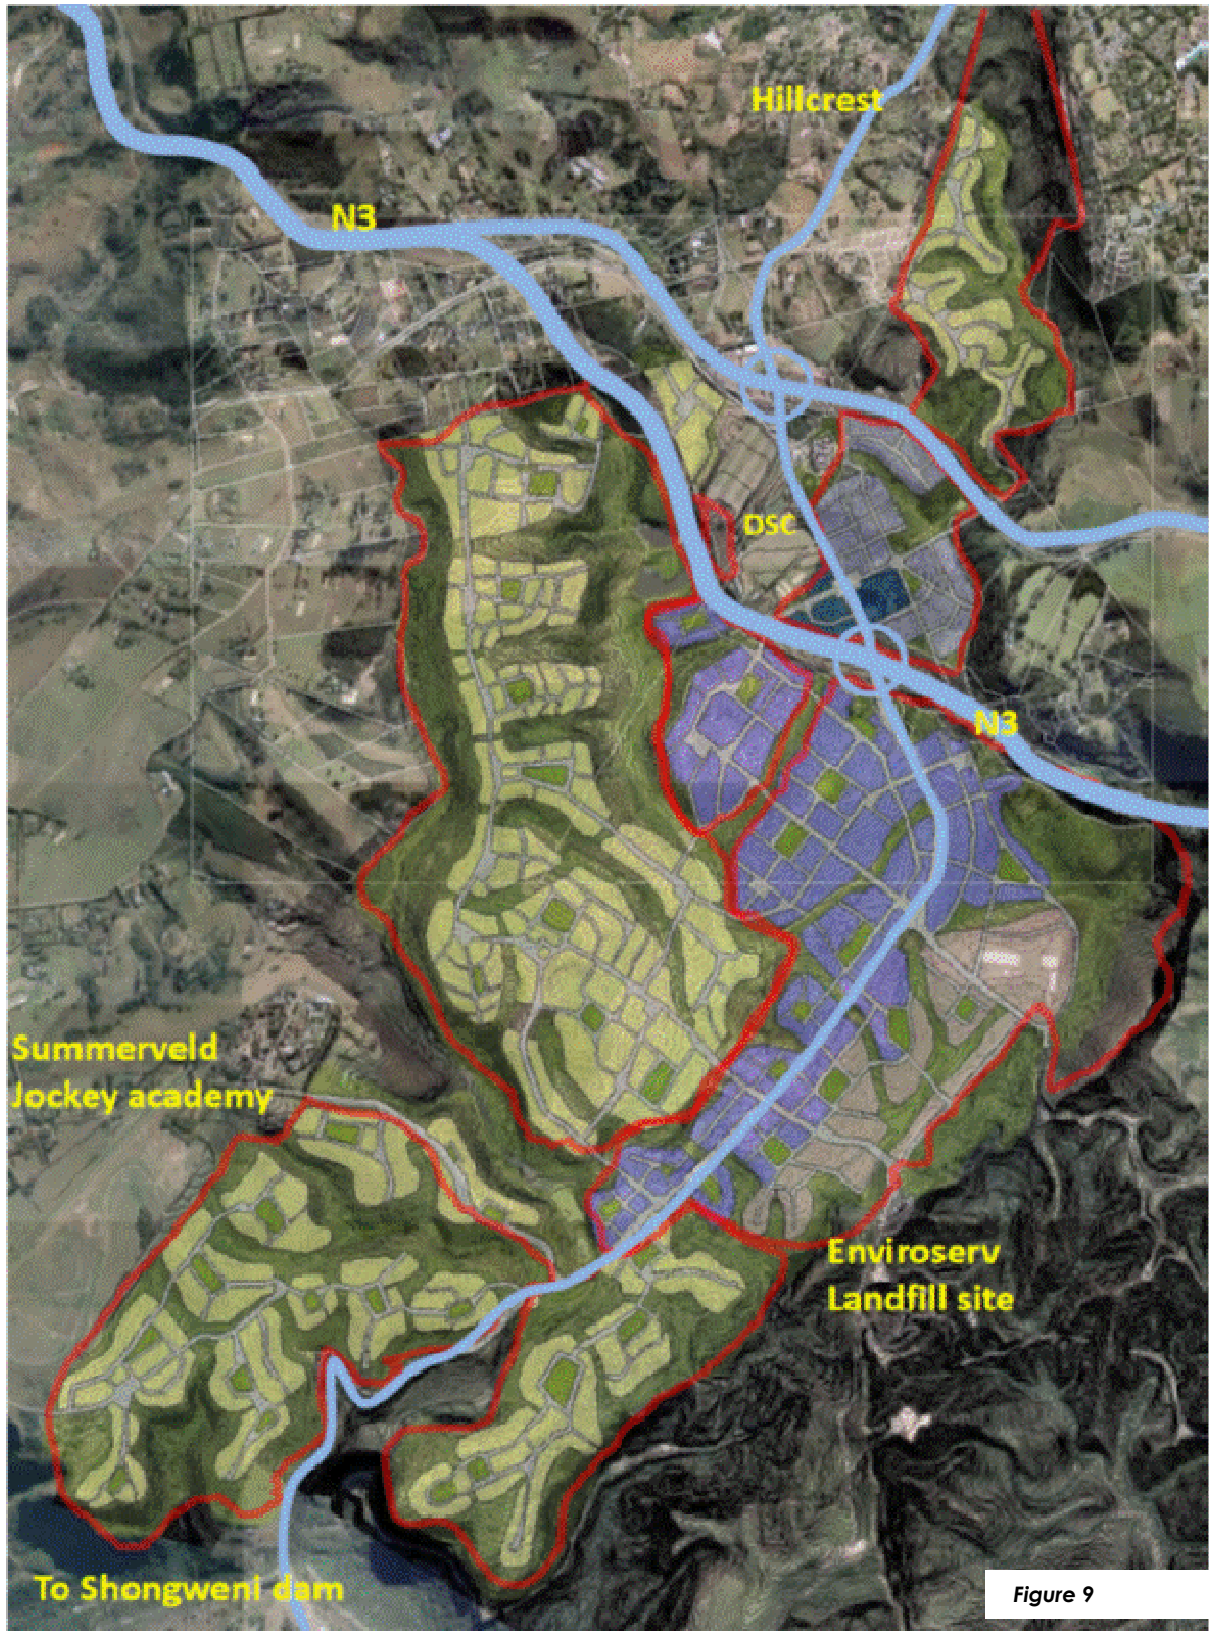 Hillcrest
N3
DSC
N3
Summerveld
Jockey academy
Enviroserv
Landfill site
To Shongweni dam
Figure 9